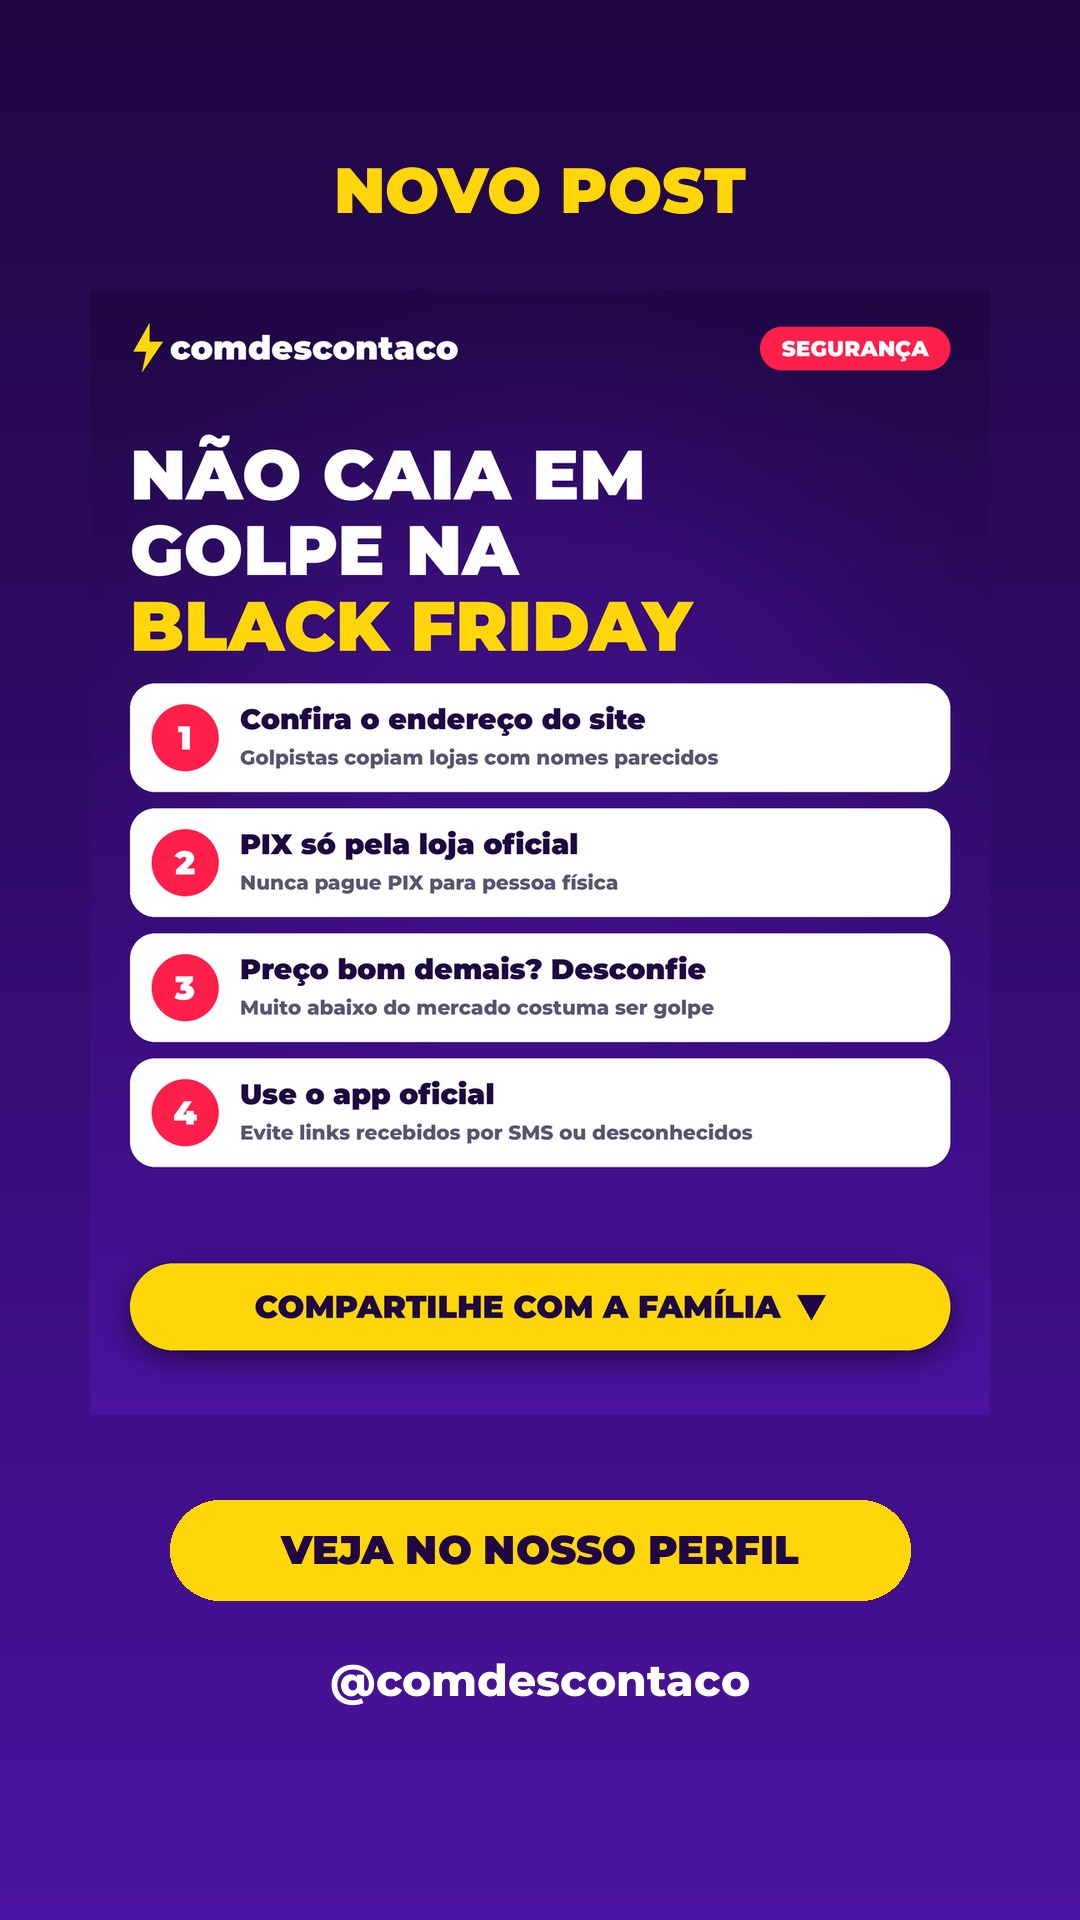 NOVO POST
comdescontaco
SEGURANÇA
NÃO CAIA EM
GOLPE NA
BLACK FRIDAY
1
Confira o endereço do site
Golpistas copiam lojas com nomes parecidos
2
PIX só pela loja oficial
Nunca pague PIX para pessoa física
3
Preço bom demais? Desconfie
Muito abaixo do mercado costuma ser golpe
4
Use o app oficial
Evite links recebidos por SMS ou desconhecidos
COMPARTILHE COM A FAMÍLIA ▼
VEJA NO NOSSO PERFIL
@comdescontaco